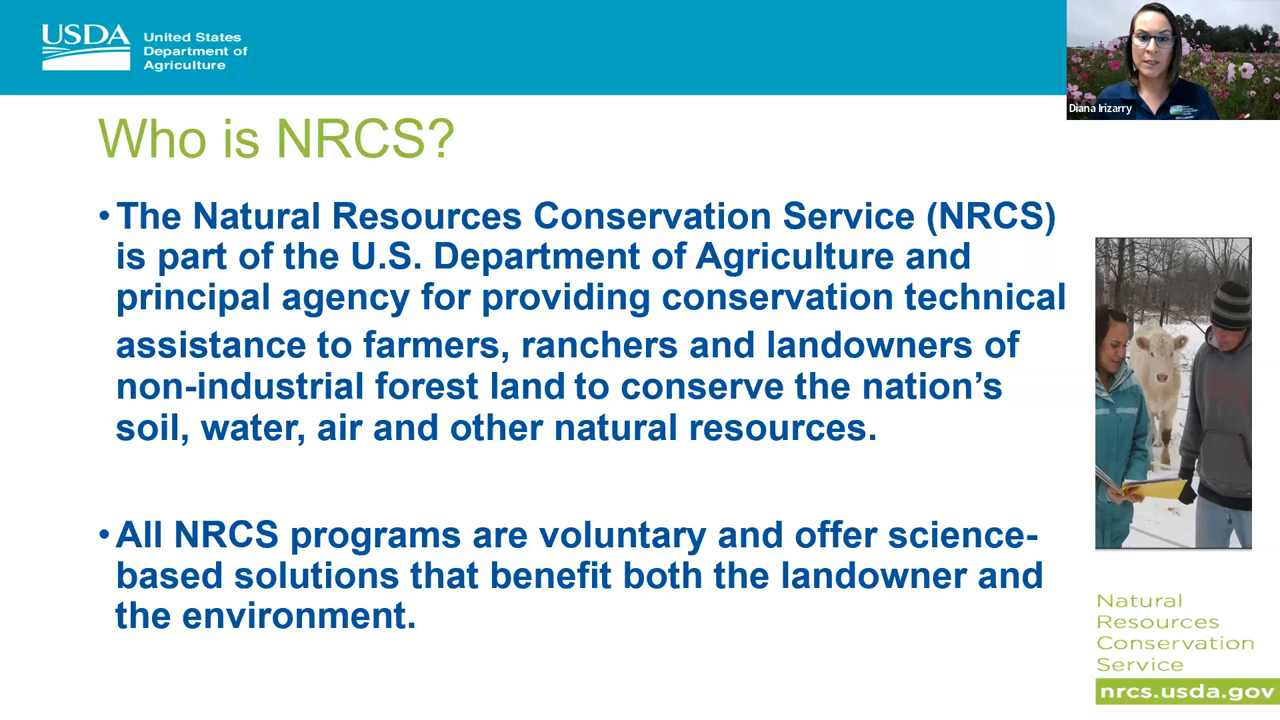 USDA
United States
Department of
Agriculture
Diana Irizarry
Who is NRCS?
• The Natural Resources Conservation Service (NRCS)
is part of the U.S. Department of Agriculture and
principal agency for providing conservation technical
assistance to farmers, ranchers and landowners of
non-industrial forest land to conserve the nation’s
soil, water, air and other natural resources.
• All NRCS programs are voluntary and offer science-
based solutions that benefit both the landowner and
the environment.
Natural
Resources
Conservation
Service
nrcs.usda.gov